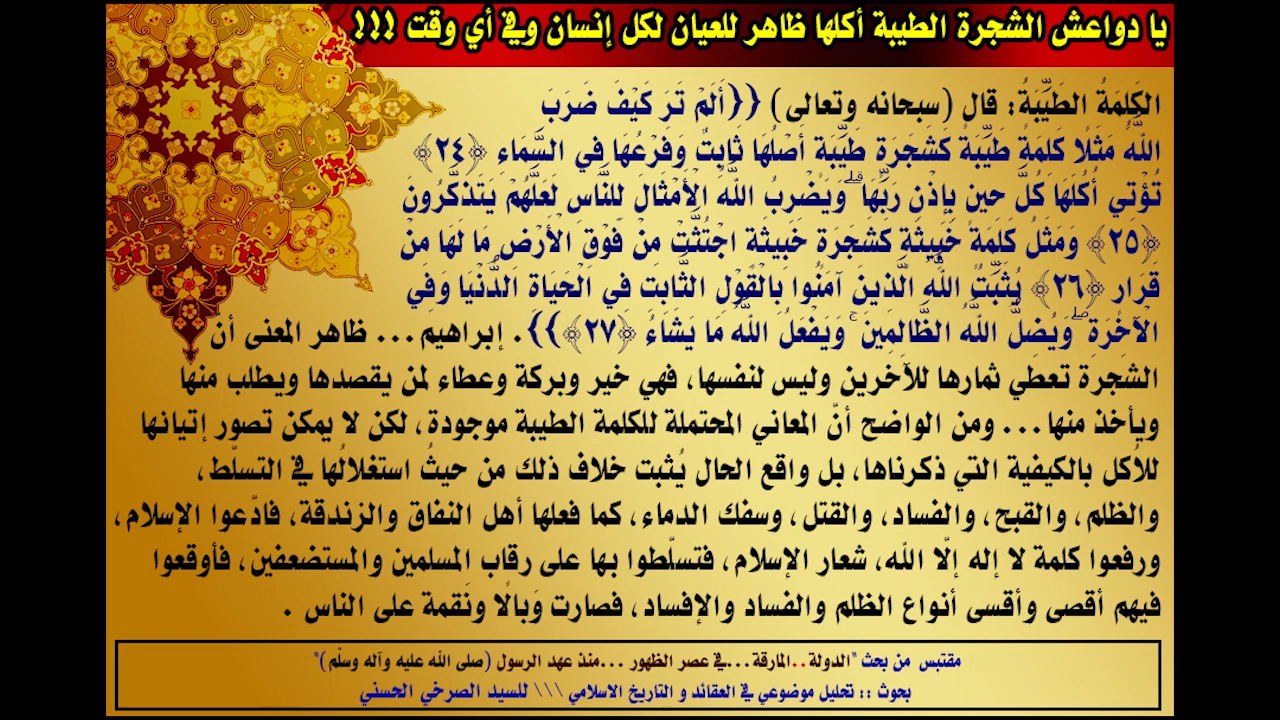 يا دواعش الشجرة الطيبة أكلها ظاهر للعيان لكل إنسان وفي أي وقت !!!
الكَلِمَةُ الطَيِّبَةُ: قال (سبحانه وتعالى) {{أَلَمْ تَرَ كَيْفَ ضَرَبَ
اللَّهُ مَثَلًا كَلِمَةً طَيِّبَةً كَشَجَرَةٍ طَيِّبَةٍ أَصْلُهَا ثَابِتٌ وَفَرْعُهَا فِي السَّمَاءِ ﴿٢٤﴾
تُؤْتِي أُكُلَهَا كُلَّ حِينٍ بِإِذْنِ رَبِّهَا ۗ وَيَضْرِبُ اللَّهُ الْأَمْثَالَ لِلنَّاسِ لَعَلَّهُمْ يَتَذَكَّرُونَ
﴿٢٥﴾ وَمَثَلُ كَلِمَةٍ خَبِيثَةٍ كَشَجَرَةٍ خَبِيثَةٍ اجْتُثَّتْ مِنْ فَوْقِ الْأَرْضِ مَا لَهَا مِنْ
قَرَارٍ ﴿٢٦﴾ يُثَبِّتُ اللَّهُ الَّذِينَ آمَنُوا بِالْقَوْلِ الثَّابِتِ فِي الْحَيَاةِ الدُّنْيَا وَفِي
الْآخِرَةِ ۖ وَيُضِلُّ اللَّهُ الظَّالِمِينَ ۚ وَيَفْعَلُ اللَّهُ مَا يَشَاءُ ﴿٢٧﴾}}. إبراهيم... ظاهر المعنى أن
الشجرة تعطي ثمارها للآخرين وليس لنفسها، فهي خير وبركة وعطاء لمن يقصدها ويطلب منها
ويأخذ منها... ومن الواضح أنّ المعاني المحتملة للكلمة الطيبة موجودة، لكن لا يمكن تصور إتيانها
للأكل بالكيفية التي ذكرناها، بل واقع الحال يُثبت خلاف ذلك من حيثُ استغلالُها في التسلّط،
والظلم، والقبح، والفساد، والقتل، وسفك الدماء، كما فعلها أهل النفاق والزندقة، فادّعوا الإسلام،
ورفعوا كلمة لا إله إلّا الله، شعار الإسلام، فتسلّطوا بها على رقاب المسلمين والمستضعفين، فأوقعوا
فيهم أقصى وأقسى أنواع الظلم والفساد والإفساد، فصارت وَبالًا ونَقمة على الناس .
مقتبس من بحث "الدولة..المارقة...في عصر الظهور ...منذ عهد الرسول (صلى الله عليه وآله وسلّم)"
بحوث :: تحليل موضوعي في العقائد و التاريخ الاسلامي \\\ للسيد الصرخي الحسني